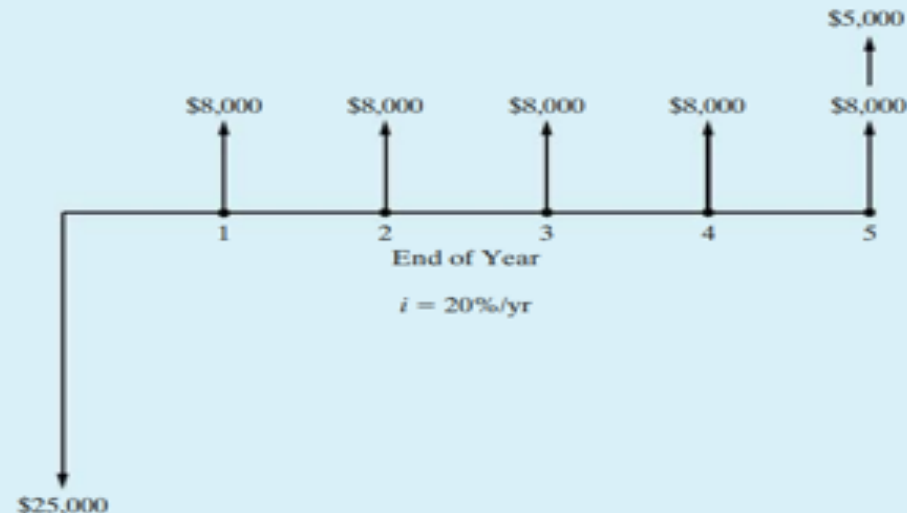 $5,000
$8,000 $8,000 $8,000 $8,000 $8,000
1 2 3 4 5
End of Year
i = 20%/yr
$25,000